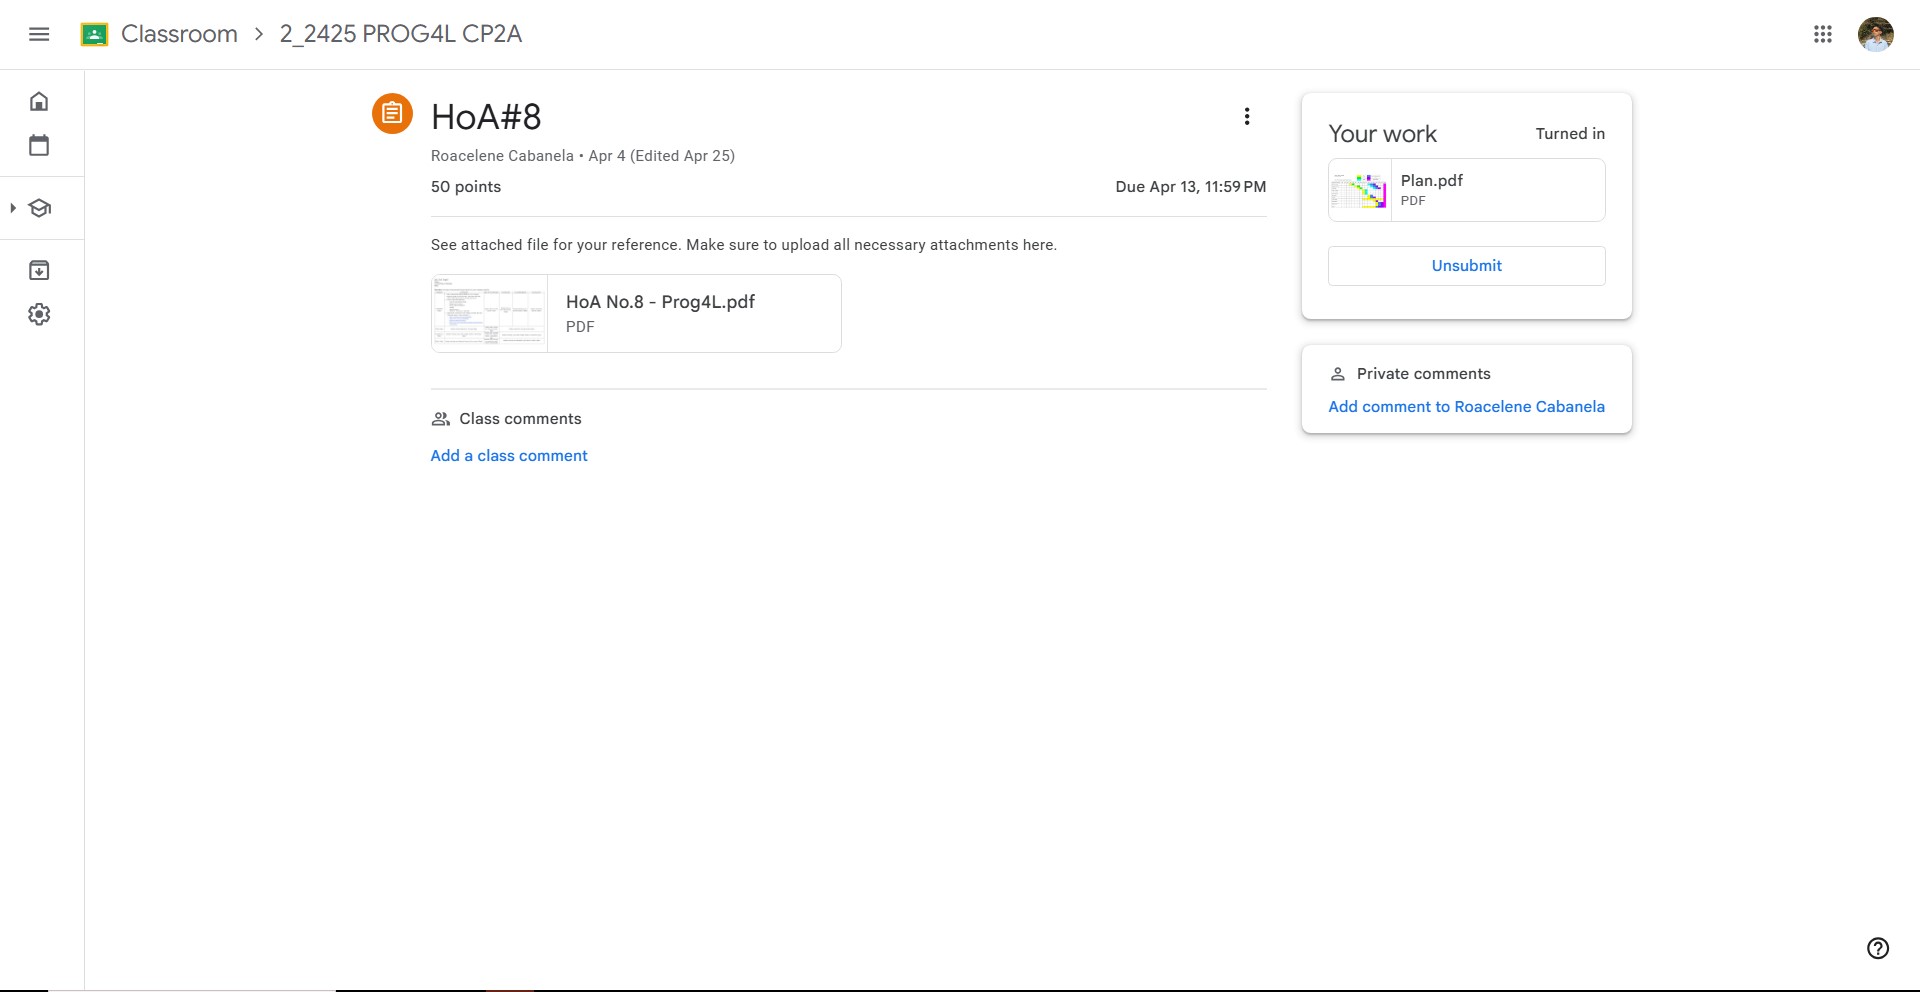 Classroom > 2_2425 PROG4L CP2A
HoA#8
Roacelene Cabanela • Apr 4 (Edited Apr 25)
50 points
Due Apr 13, 11:59 PM
See attached file for your reference. Make sure to upload all necessary attachments here.
HoA No.8 - Prog4L.pdf
PDF
Class comments
Add a class comment
Your work
Turned in
Plan.pdf
PDF
Unsubmit
Private comments
Add comment to Roacelene Cabanela